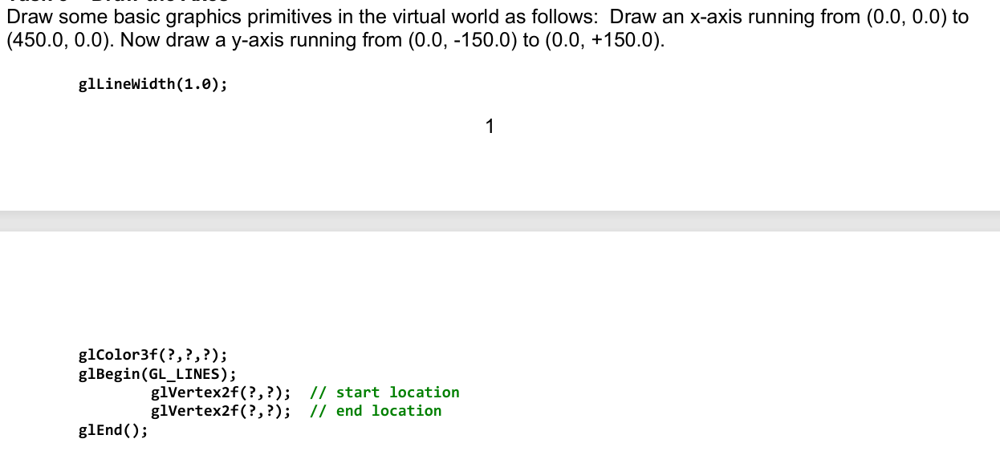 Draw some basic graphics primitives in the virtual world as follows:  Draw an x-axis running from (0.0, 0.0) to
(450.0, 0.0). Now draw a y-axis running from (0.0, -150.0) to (0.0, +150.0).
glLineWidth(1.0);
1
glColor3f(?,?,?);
glBegin(GL_LINES);
glVertex2f(?,?);  // start location
glVertex2f(?,?);  // end location
glEnd();